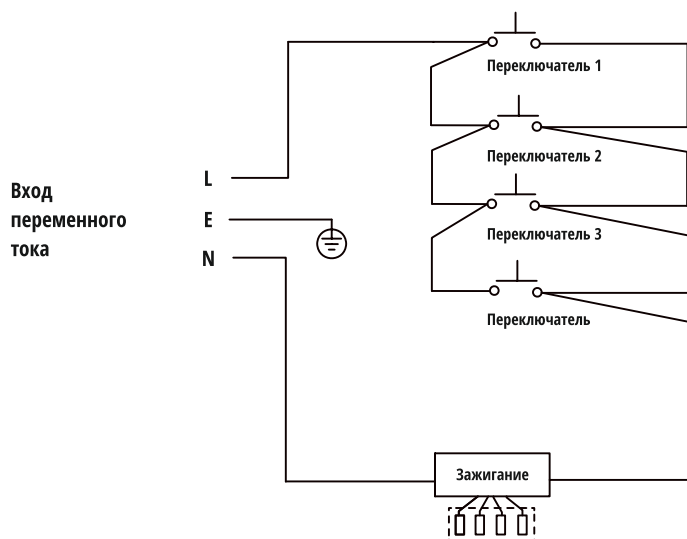 Переключатель 1
Переключатель 2
Переключатель 3
Переключатель
Вход
переменного
тока
L
E
N
Зажигание